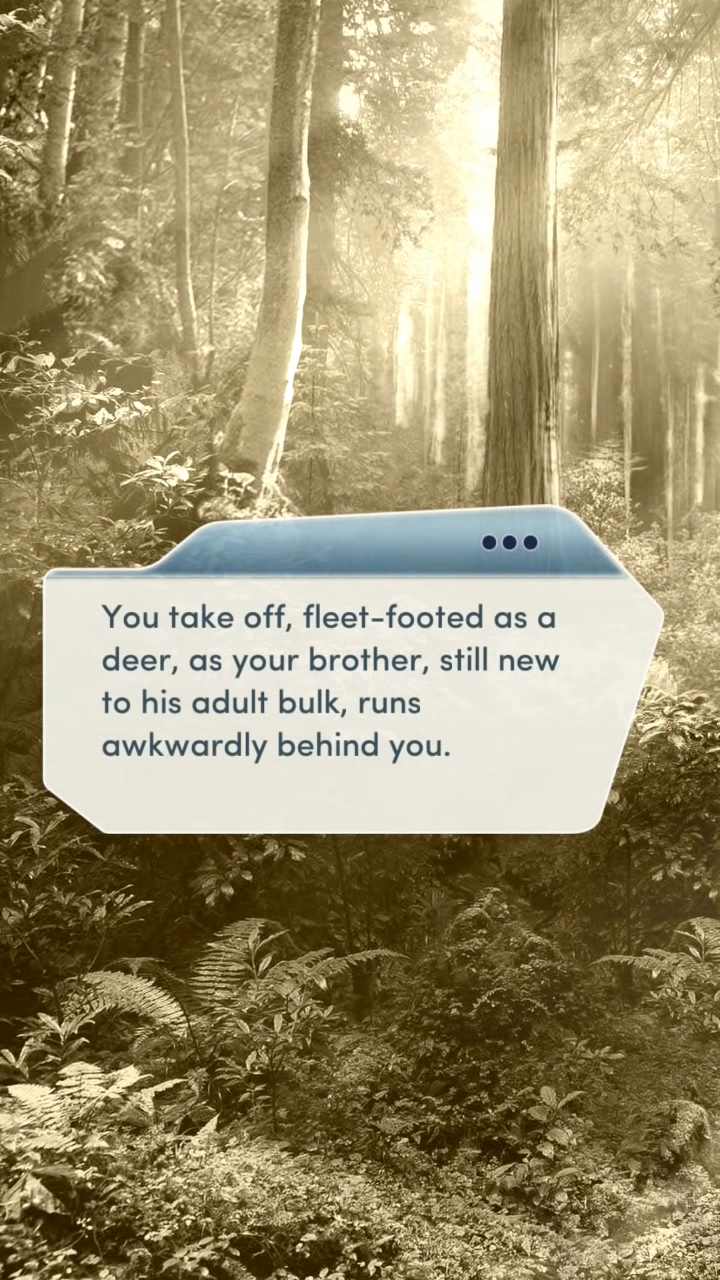 You take off, fleet-footed as a
deer, as your brother, still new
to his adult bulk, runs
awkwardly behind you.